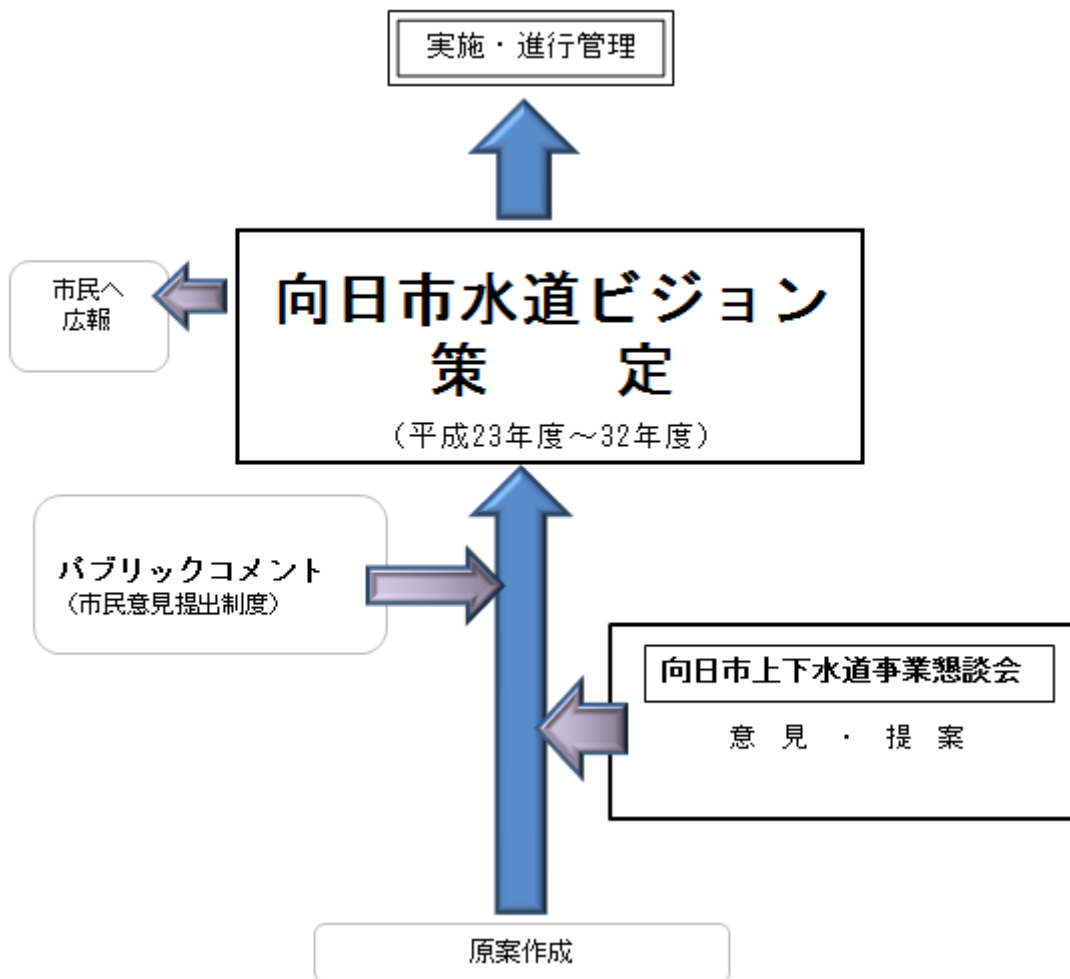 実施・進行管理
市民へ
広報
向日市水道ビジョン
策　　定
（平成23年度～32年度）
パブリックコメント
（市民意見提出制度）
向日市上下水道事業懇談会
意 見 ・ 提 案
原案作成